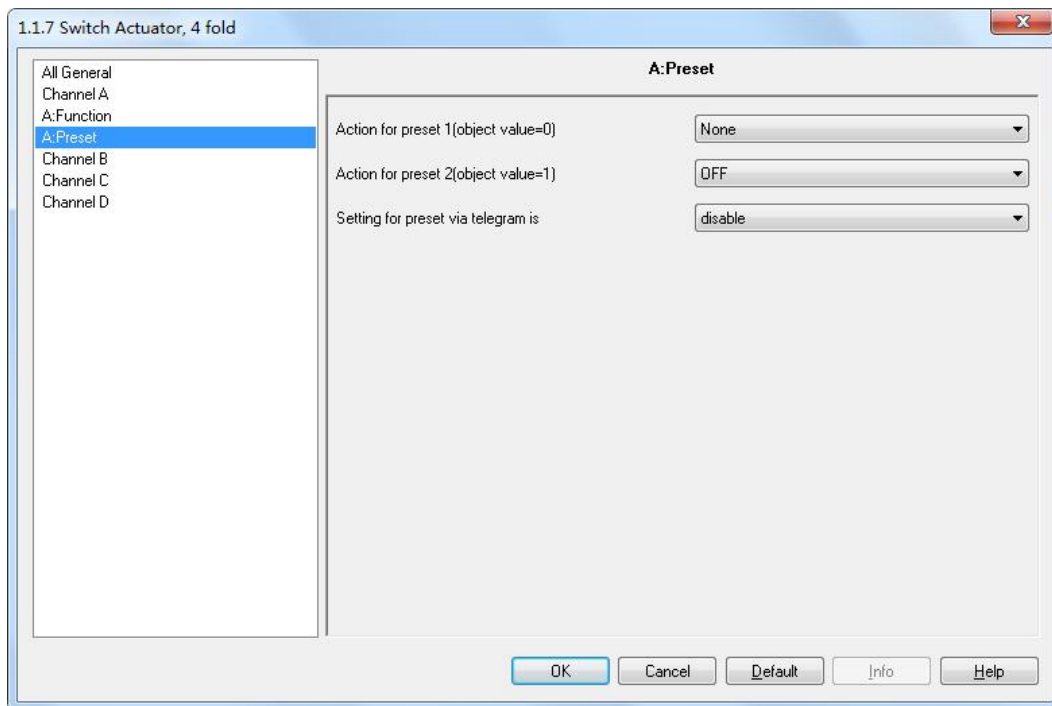 1.1.7 Switch Actuator, 4 fold
All General
Channel A
A:Function
A:Preset
Channel B
Channel C
Channel D
A:Preset
Action for preset 1(object value=0) None
Action for preset 2(object value=1) OFF
Setting for preset via telegram is disable
OK Cancel Default Info Help